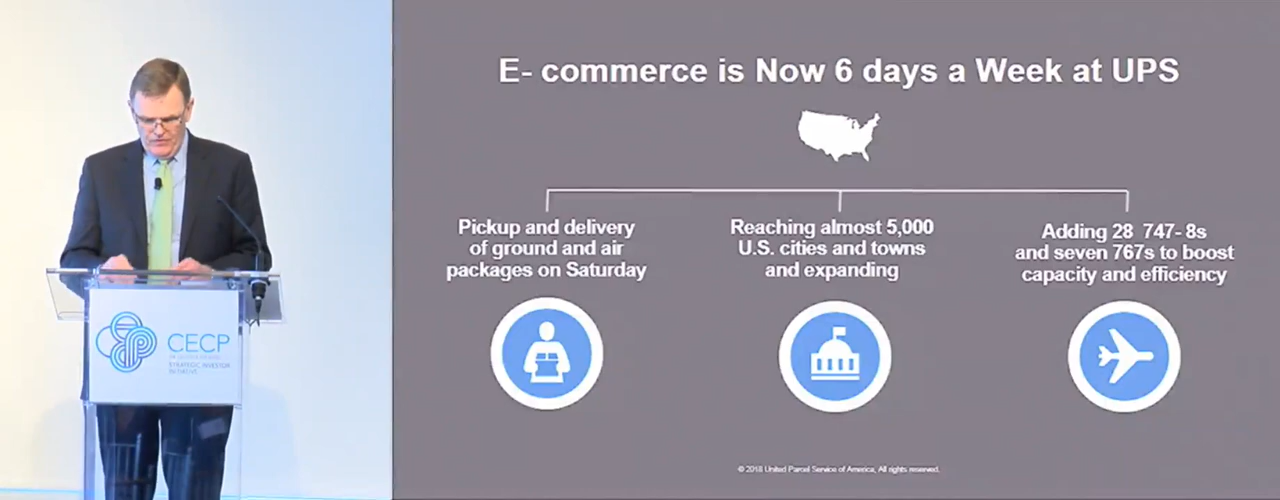 E- commerce is Now 6 days a Week at UPS
Pickup and delivery
of ground and air
packages on Saturday
Reaching almost 5,000
U.S. cities and towns
and expanding
Adding 28 747- 8s
and seven 767s to boost
capacity and efficiency
© 2018 United Parcel Service of America, All rights reserved.
CECP
STRATEGIC INVESTOR
INITIATIVE